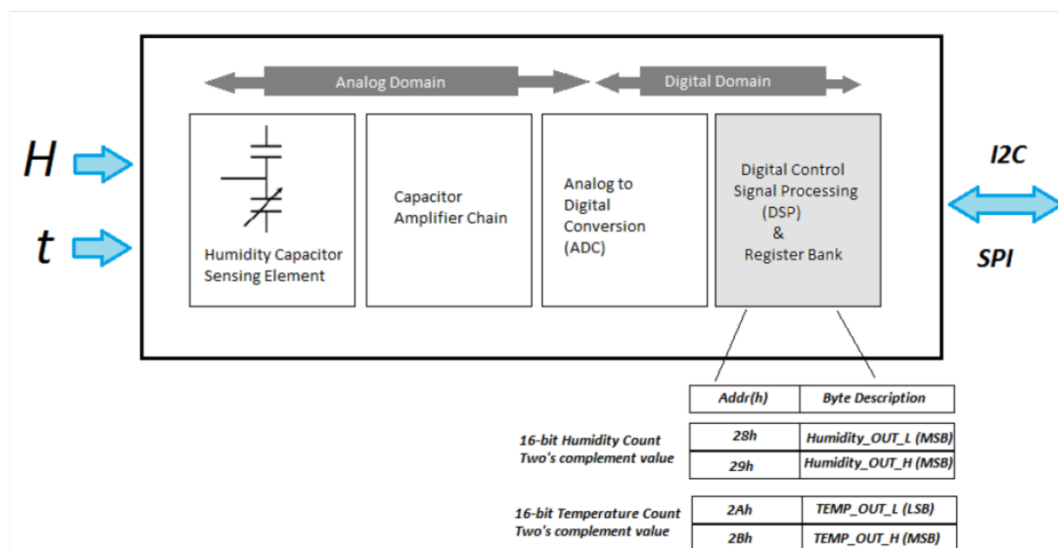 Analog Domain
Digital Domain
H
t
Humidity Capacitor
Sensing Element
Capacitor
Amplifier Chain
Analog to
Digital
Conversion
(ADC)
Digital Control
Signal Processing
(DSP)
&
Register Bank
I2C
SPI
Addr(h) Byte Description
16-bit Humidity Count
Two's complement value
28h Humidity_OUT_L (MSB)
29h Humidity_OUT_H (MSB)
16-bit Temperature Count
Two's complement value
2Ah TEMP_OUT_L (LSB)
2Bh TEMP_OUT_H (MSB)